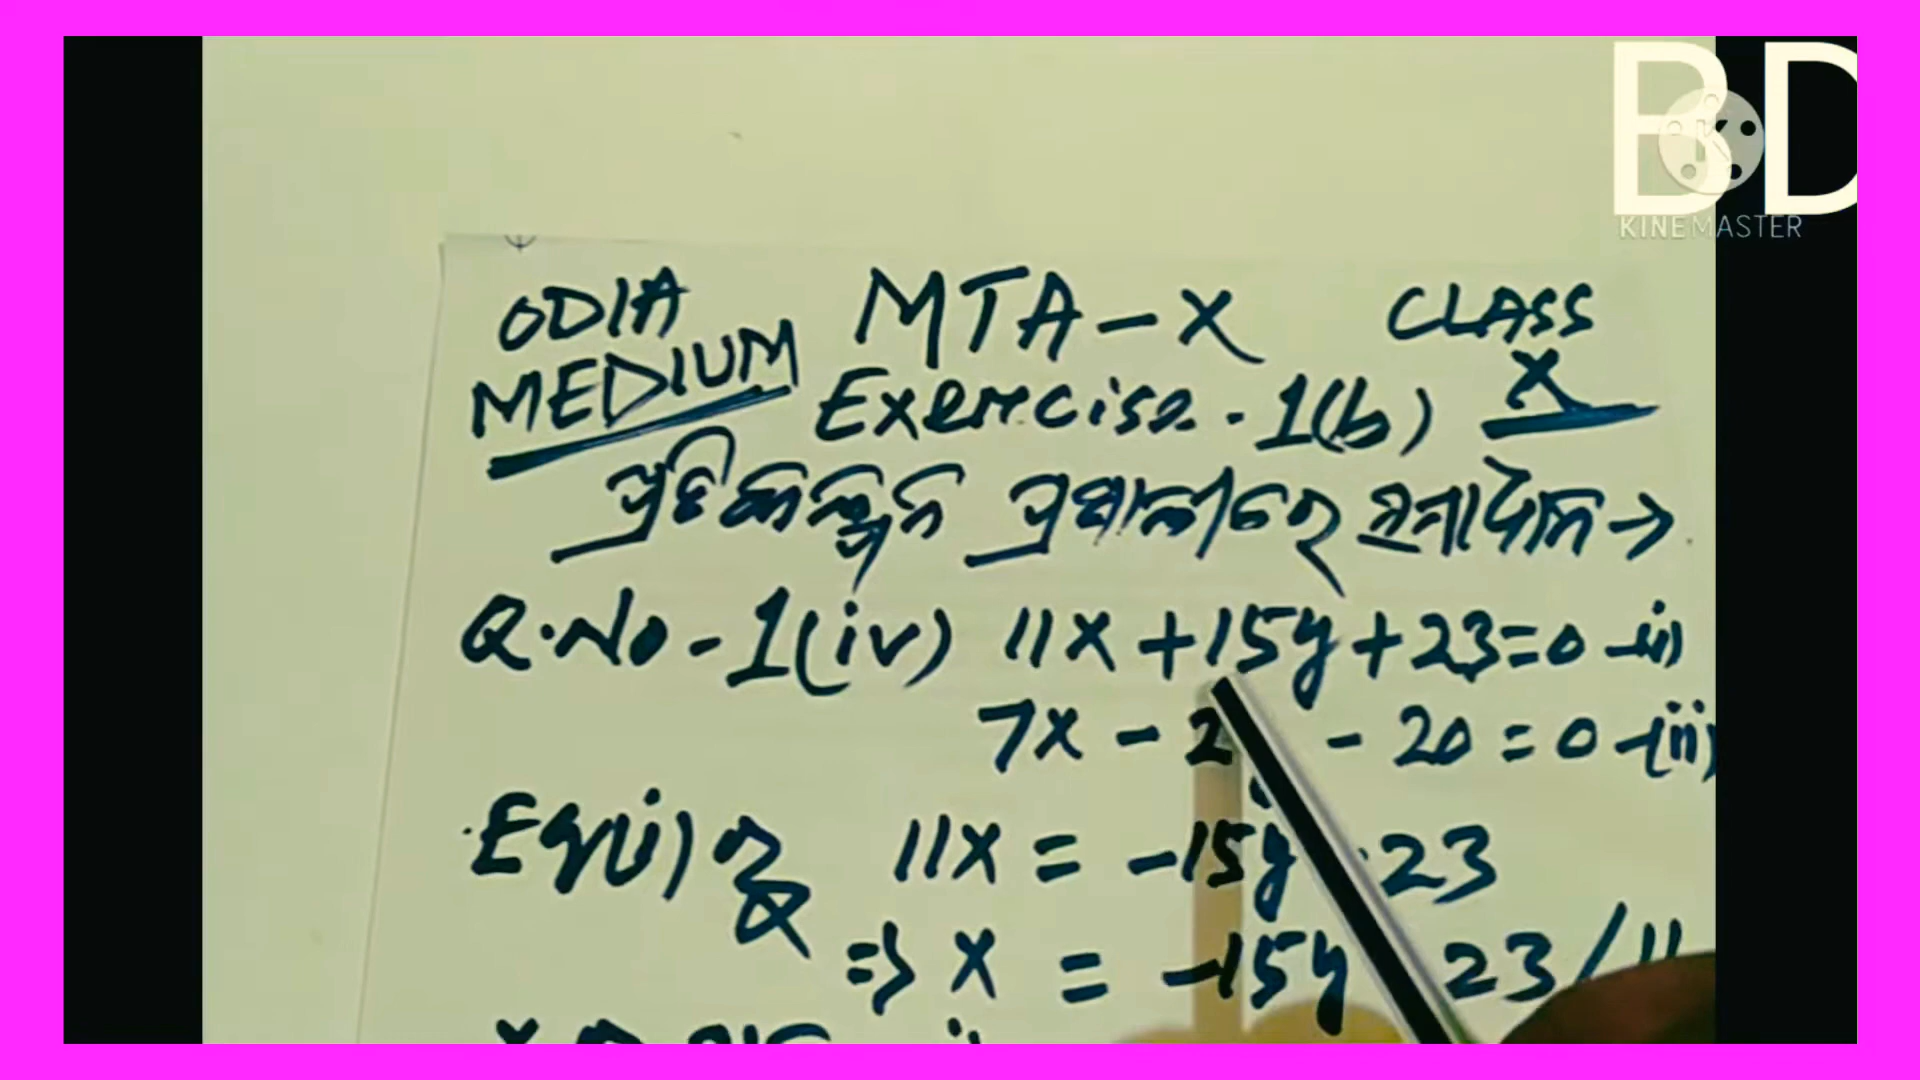 BD
KINEMASTER
ODIA MTA-X CLASS
MEDIUM Exercise-1(b) X
ପ୍ରତିକଳ୍ପନ ପ୍ରଣାଳୀରେ ସମାଧାନ →
Q.No-1(iv) 11x+15y+23=0-(i)
7x - 2 - 20 = 0-(ii)
Eq(i) ରୁ 11x = -15y 23
=> x = -15y 23/11